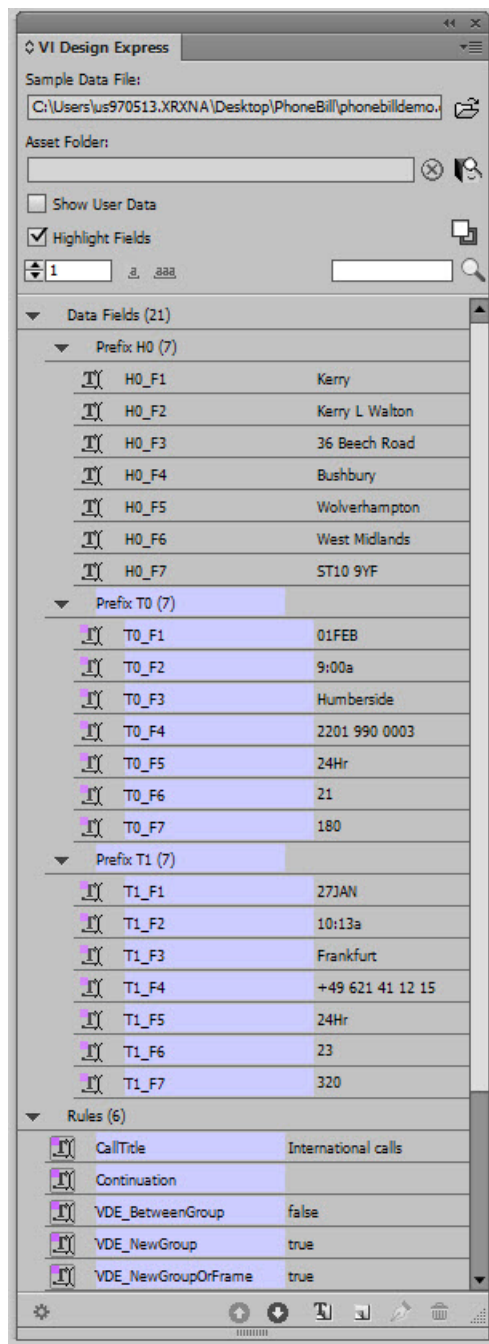 VI Design Express
Sample Data File:
C:\Users\us970513.XRXNA\Desktop\PhoneBill\phonebilldemo.
Asset Folder:
Show User Data
Highlight Fields
1 a aaa
Data Fields (21)
Prefix H0 (7)
H0_F1 Kerry
H0_F2 Kerry L Walton
H0_F3 36 Beech Road
H0_F4 Bushbury
H0_F5 Wolverhampton
H0_F6 West Midlands
H0_F7 ST10 9YF
Prefix T0 (7)
T0_F1 01FEB
T0_F2 9:00a
T0_F3 Humberside
T0_F4 2201 990 0003
T0_F5 24Hr
T0_F6 21
T0_F7 180
Prefix T1 (7)
T1_F1 27JAN
T1_F2 10:13a
T1_F3 Frankfurt
T1_F4 +49 621 41 12 15
T1_F5 24Hr
T1_F6 23
T1_F7 320
Rules (6)
CallTitle International calls
Continuation
VDE_BetweenGroup false
VDE_NewGroup true
VDE_NewGroupOrFrame true